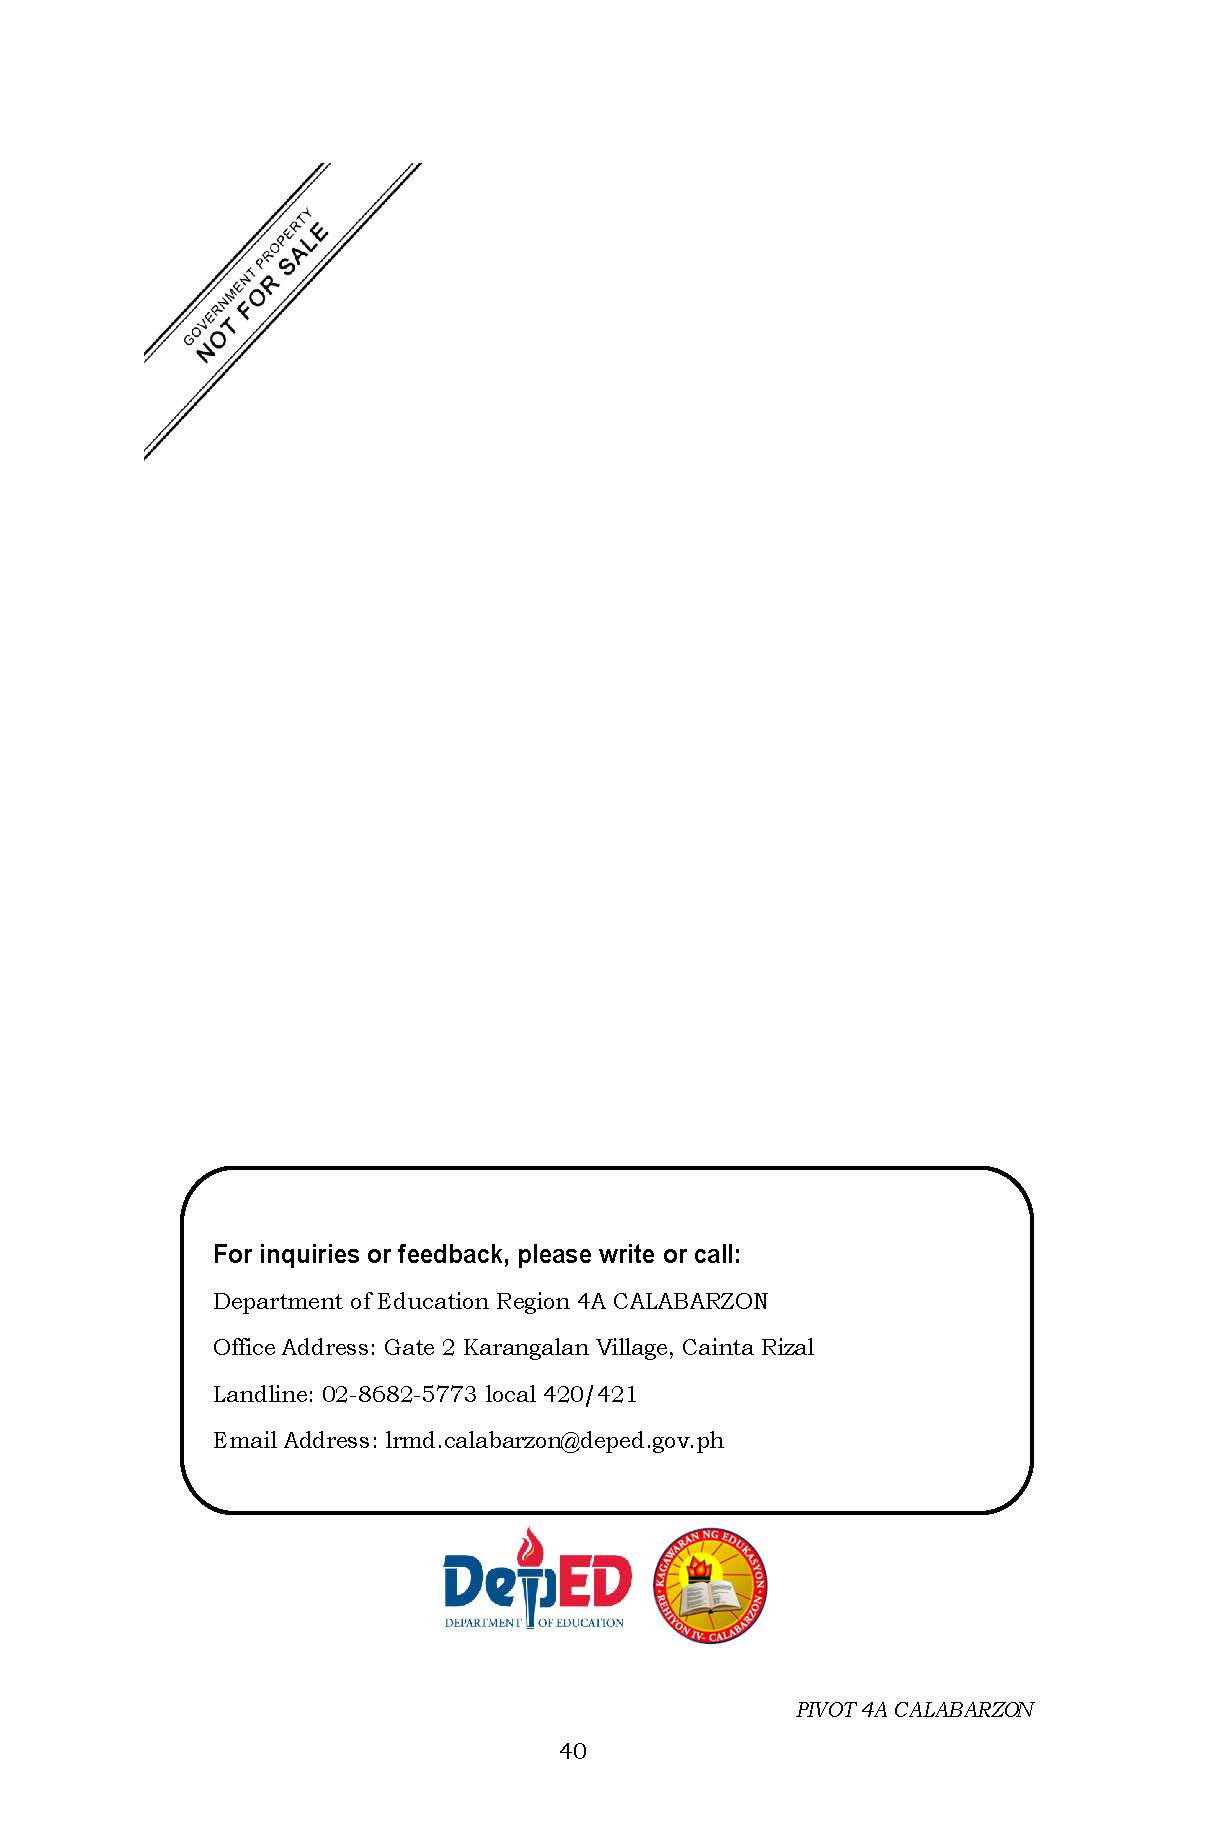 GOVERNMENT PROPERTY
NOT FOR SALE
For inquiries or feedback, please write or call:
Department of Education Region 4A CALABARZON
Office Address: Gate 2 Karangalan Village, Cainta Rizal
Landline: 02-8682-5773 local 420/421
Email Address: lrmd.calabarzon@deped.gov.ph
DepED
DEPARTMENT OF EDUCATION
KAGAWARAN NG EDUKASYON
REHIYON IV- CALABARZON
PIVOT 4A CALABARZON
40